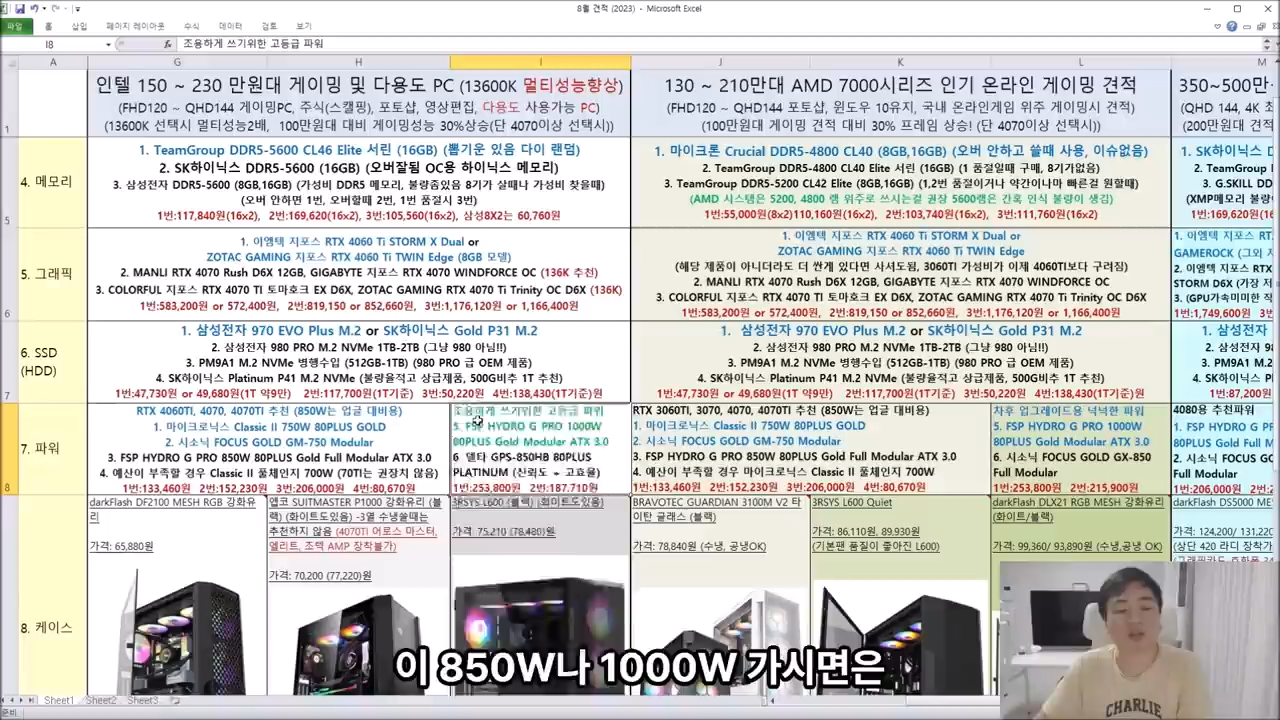 8월 견적 (2023) - Microsoft Excel
파일 홈 삽입 페이지 레이아웃 수식 데이터 검토 보기
I8 fx 조용하게 쓰기위한 고등급 파워
A G H I J K L M
1
인텔 150 ~ 230 만원대 게이밍 및 다용도 PC (13600K 멀티성능향상)
(FHD120 ~ QHD144 게이밍PC, 주식(스캘핑), 포토샵, 영상편집, 다용도 사용가능 PC)
(13600K 선택시 멀티성능2배, 100만원대 대비 게이밍성능 30%상승(단 4070이상 선택시))
130 ~ 210만대 AMD 7000시리즈 인기 온라인 게이밍 견적
(FHD120 ~ QHD144 포토샵, 윈도우 10유지, 국내 온라인게임 위주 게이밍시 견적)
(100만원대 게이밍 견적 대비 30% 프레임 상승! (단 4070이상 선택시))
350~500만
(QHD 144, 4K 최
(200만원대 견적
4. 메모리
5
1. TeamGroup DDR5-5600 CL46 Elite 서린 (16GB) (뽑기운 있음 다이 랜덤)
2. SK하이닉스 DDR5-5600 (16GB) (오버잘됨 OC용 하이닉스 메모리)
3. 삼성전자 DDR5-5600 (8GB,16GB) (가성비 DDR5 메모리, 불량좀있음 8기가 살때나 가성비 찾을때)
(오버 안하면 1번, 오버할때 2번, 1번 품절시 3번)
1번:117,840원(16x2), 2번:169,620(16x2), 3번:105,560(16x2), 삼성8X2는 60,760원
1. 마이크론 Crucial DDR5-4800 CL40 (8GB,16GB) (오버 안하고 쓸때 사용, 이슈없음)
2. TeamGroup DDR5-4800 CL40 Elite 서린 (16GB) (1 품절일때 구매, 8기가없음)
3. TeamGroup DDR5-5200 CL42 Elite (8GB,16GB) (1,2번 품절이거나 약간이나마 빠른걸 원할때)
(AMD 시스템은 5200, 4800 램 위주로 쓰시는걸 권장 5600램은 간혹 인식 불량이 생김)
1번:55,000원(8x2)110,160원(16x2), 2번:103,740원(16x2), 3번:111,760원(16x2)
1. SK하이닉스 D
2. TeamGro
3. G.SKILL DD
(XMP메모리 불량
1번:169,620원(16
5. 그래픽
6
1. 이엠텍 지포스 RTX 4060 Ti STORM X Dual or
ZOTAC GAMING 지포스 RTX 4060 Ti TWIN Edge (8GB 모델)
2. MANLI RTX 4070 Rush D6X 12GB, GIGABYTE 지포스 RTX 4070 WINDFORCE OC (136K 추천)
3. COLORFUL 지포스 RTX 4070 TI 토마호크 EX D6X, ZOTAC GAMING RTX 4070 Ti Trinity OC D6X (136K)
1번:583,200원 or 572,400원, 2번:819,150 or 852,660원, 3번:1,176,120원 or 1,166,400원
1. 이엠텍 지포스 RTX 4060 Ti STORM X Dual or
ZOTAC GAMING 지포스 RTX 4060 Ti TWIN Edge
(해당 제품이 아니더라도 더 싼게 있다면 사셔도됨, 3060TI 가성비가 이제 4060TI보다 구려짐)
2. MANLI RTX 4070 Rush D6X 12GB, GIGABYTE 지포스 RTX 4070 WINDFORCE OC
3. COLORFUL 지포스 RTX 4070 TI 토마호크 EX D6X, ZOTAC GAMING RTX 4070 Ti Trinity OC D6X
1번:583,200원 or 572,400원, 2번:819,150 or 852,660원, 3번:1,176,120원 or 1,166,400원
1. 이엠텍 지포스 RT
GAMEROCK (그외 지
2. 이엠텍 지포스
STORM D6X (가장 저
3. (GPU가속미미한 작
1번:1,749,600원 3번
6. SSD
(HDD)
7
1. 삼성전자 970 EVO Plus M.2 or SK하이닉스 Gold P31 M.2
2. 삼성전자 980 PRO M.2 NVMe 1TB-2TB (그냥 980 아님!!)
3. PM9A1 M.2 NVMe 병행수입 (512GB-1TB) (980 PRO 급 OEM 제품)
4. SK하이닉스 Platinum P41 M.2 NVMe (불량율적고 상급제품, 500G비추 1T 추천)
1번:47,730원 or 49,680원(1T 약9만) 2번:117,700원(1T기준) 3번:50,220원 4번:138,430(1T기준)원
1. 삼성전자 970 EVO Plus M.2 or SK하이닉스 Gold P31 M.2
2. 삼성전자 980 PRO M.2 NVMe 1TB-2TB (그냥 980 아님!!)
3. PM9A1 M.2 NVMe 병행수입 (512GB-1TB) (980 PRO 급 OEM 제품)
4. SK하이닉스 Platinum P41 M.2 NVMe (불량율적고 상급제품, 500G비추 1T 추천)
1번:47,730원 or 49,680원(1T 약9만) 2번:117,700원(1T기준) 3번:50,220원 4번:138,430(1T기준)원
1. 삼성전자
2. 삼성전자 98
3. PM9A1 M.2
4. SK하이닉스 Plati
1번:87,200원
7. 파워
8
RTX 4060TI, 4070, 4070TI 추천 (850W는 업글 대비용)
1. 마이크로닉스 Classic II 750W 80PLUS GOLD
2. 시소닉 FOCUS GOLD GM-750 Modular
3. FSP HYDRO G PRO 850W 80PLUS Gold Full Modular ATX 3.0
4. 예산이 부족할 경우 Classic II 풀체인지 700W (70TI는 권장치 않음)
1번:133,460원 2번:152,230원 3번:206,000원 4번:80,670원
조용하게 쓰기위한 고등급 파워
5. FSP HYDRO G PRO 1000W
80PLUS Gold Modular ATX 3.0
6 델타 GPS-850HB 80PLUS
PLATINUM (신뢰도 ~ 고효율)
1번:253,800원 2번:187,710원
RTX 3060TI, 3070, 4070, 4070TI 추천 (850W는 업글 대비용)
1. 마이크로닉스 Classic II 750W 80PLUS GOLD
2. 시소닉 FOCUS GOLD GM-750 Modular
3. FSP HYDRO G PRO 850W 80PLUS Gold Full Modular ATX 3.0
4. 예산이 부족할 경우 마이크로닉스 Classic II 풀체인지 700W
1번:133,460원 2번:152,230원 3번:206,000원 4번:80,670원
차후 업그레이드용 넉넉한 파워
5. FSP HYDRO G PRO 1000W
80PLUS Gold Modular ATX 3.0
6. 시소닉 FOCUS GOLD GX-850
Full Modular
1번:253,800원 2번:215,900원
4080용 추천파워
1. 마이크로닉스 Cl
2. 시소닉 FOCUS GO
3. FSP HYDRO G PRO
Full Modular
1번:206,000원 2
8. 케이스
darkFlash DF2100 MESH RGB 강화유
리
가격: 65,880원
앱코 SUITMASTER P1000 강화유리 (블
랙) (화이트도있음) -3열 수냉쓸때는
추천하지 않음 (4070TI 어로스 마스터,
엘리트, 조텍 AMP 장착불가)
가격: 70,200 (77,220)원
3RSYS L600 (블랙) (화이트도있음)
가격: 75,210 (78,480)원
BRAVOTEC GUARDIAN 3100M V2 타
이탄 글래스 (블랙)
가격: 78,840원 (수냉, 공냉OK)
3RSYS L600 Quiet
가격: 86,110원, 89,930원
(기본팬 품질이 좋아진 L600)
darkFlash DLX21 RGB MESH 강화유리
(화이트/블랙)
가격: 99,360/ 93,890원 (수냉, 공냉 OK)
darkFlash DS5000 ME
가격: 124,200/ 131,22
(상단 420 라디 장착가
CHARLIE
이 850W나 1000W 가시면은
Sheet1 Sheet2 Sheet3
준비